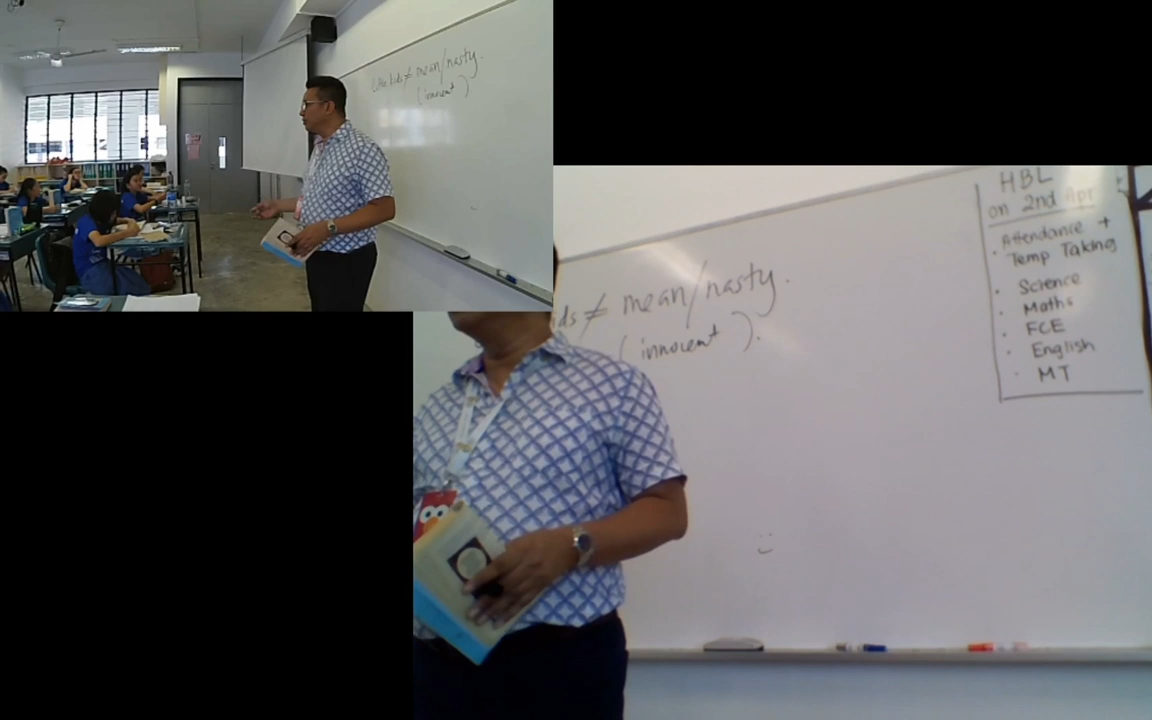 little kids ≠ mean/nasty.
(innocent).
HBL
on 2nd Apr
· Attendance +
Temp Taking
· Science
· Maths
· FCE
· English
· MT